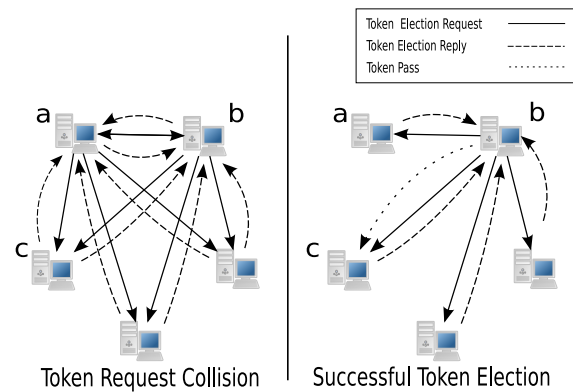 Token Election Request
Token Election Reply
Token Pass
a
b
c
Token Request Collision
a
b
c
Successful Token Election